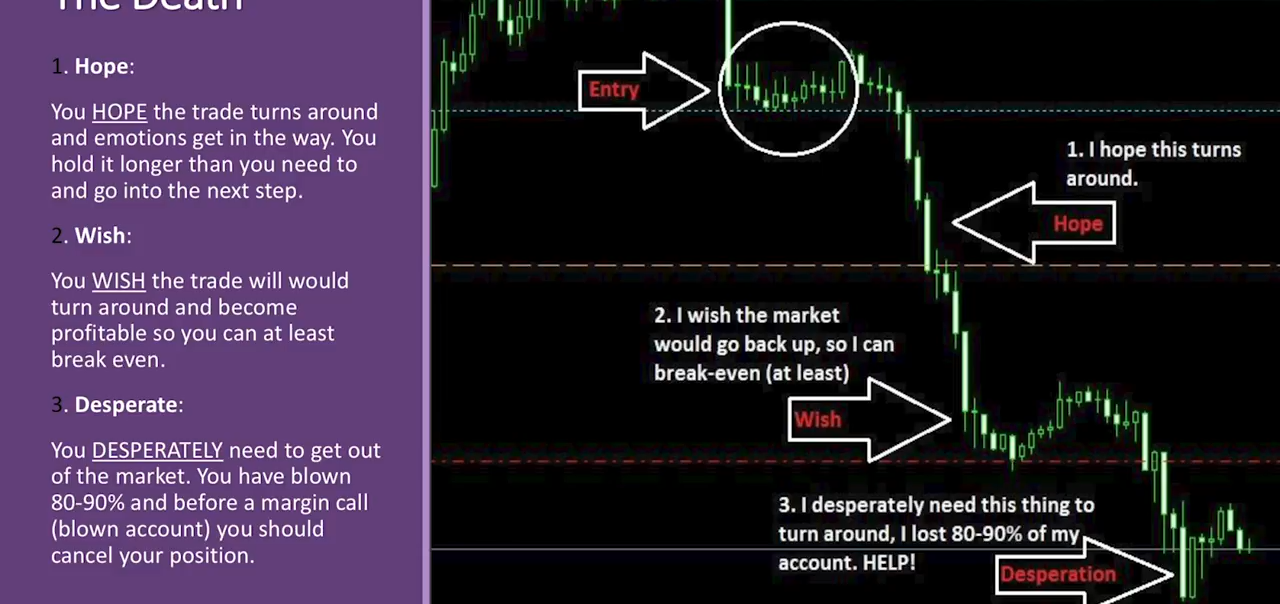 The Death
1. Hope:
You HOPE the trade turns around
and emotions get in the way. You
hold it longer than you need to
and go into the next step.
2. Wish:
You WISH the trade will would
turn around and become
profitable so you can at least
break even.
3. Desperate:
You DESPERATELY need to get out
of the market. You have blown
80-90% and before a margin call
(blown account) you should
cancel your position.
Entry
1. I hope this turns
around.
Hope
2. I wish the market
would go back up, so I can
break-even (at least)
Wish
3. I desperately need this thing to
turn around, I lost 80-90% of my
account. HELP!
Desperation